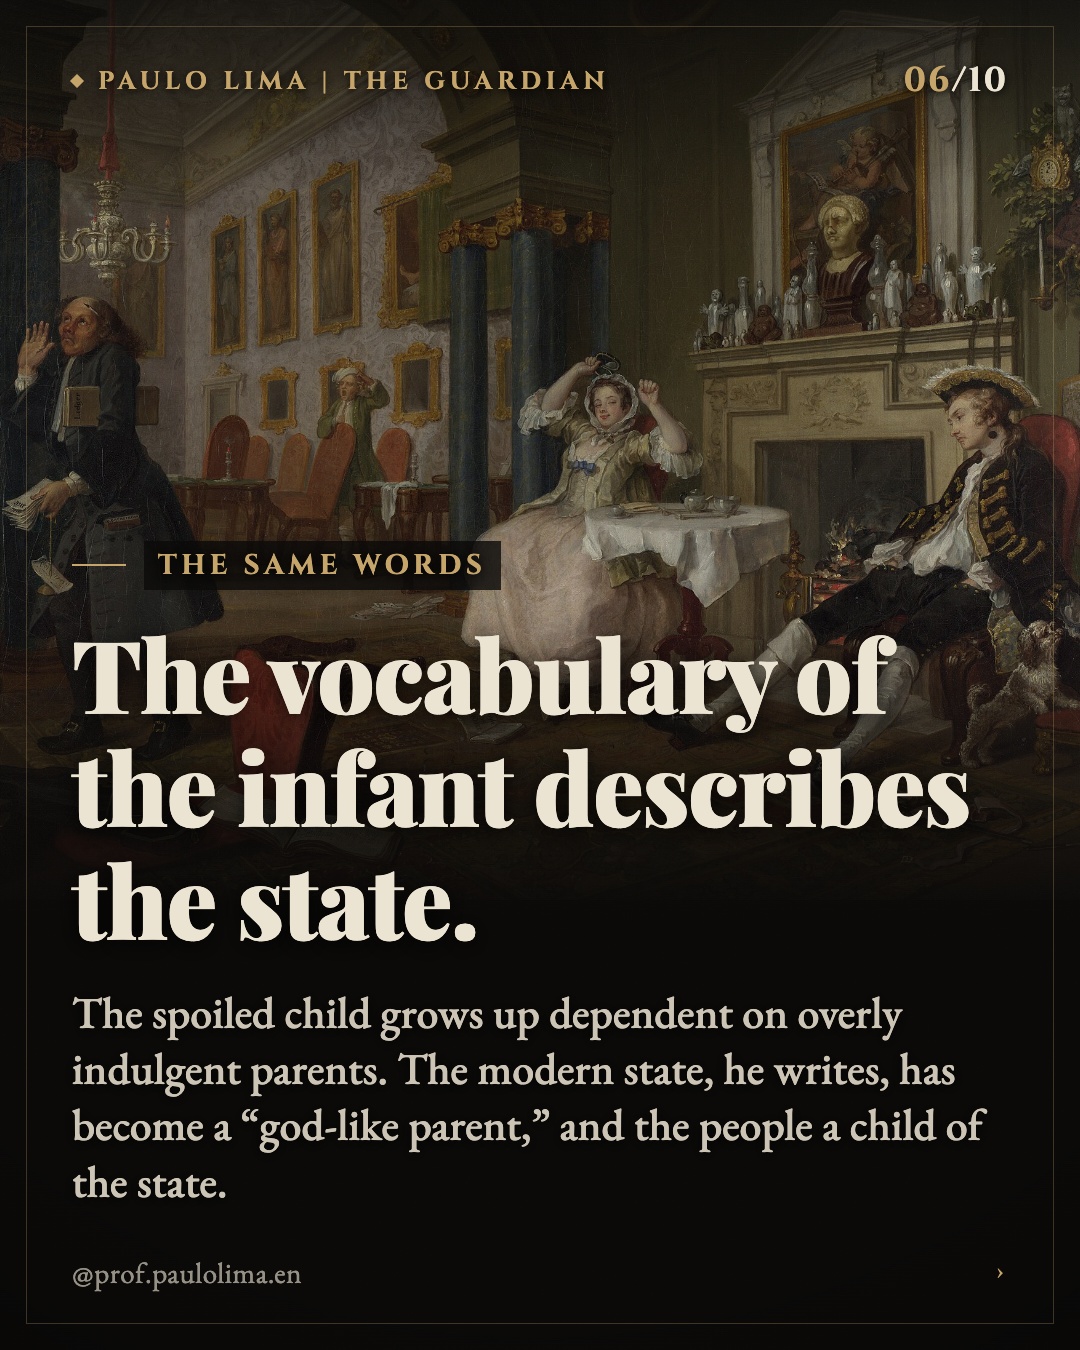 ◆ PAULO LIMA | THE GUARDIAN
06/10
THE SAME WORDS
The vocabulary of
the infant describes
the state.
The spoiled child grows up dependent on overly
indulgent parents. The modern state, he writes, has
become a “god-like parent,” and the people a child of
the state.
@prof.paulolima.en
›